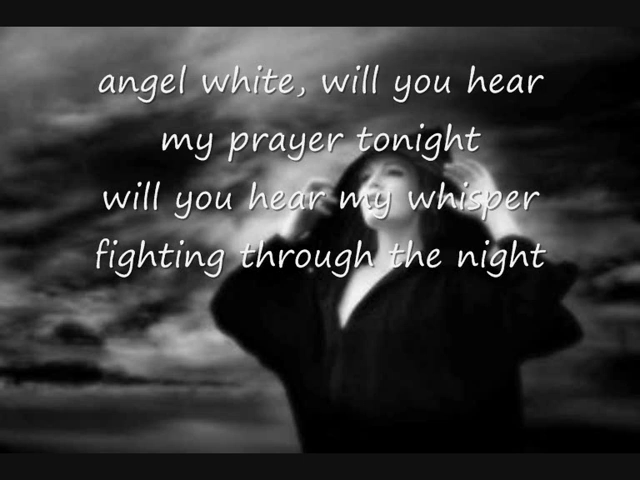 angel white, will you hear
my prayer tonight
will you hear my whisper
fighting through the night